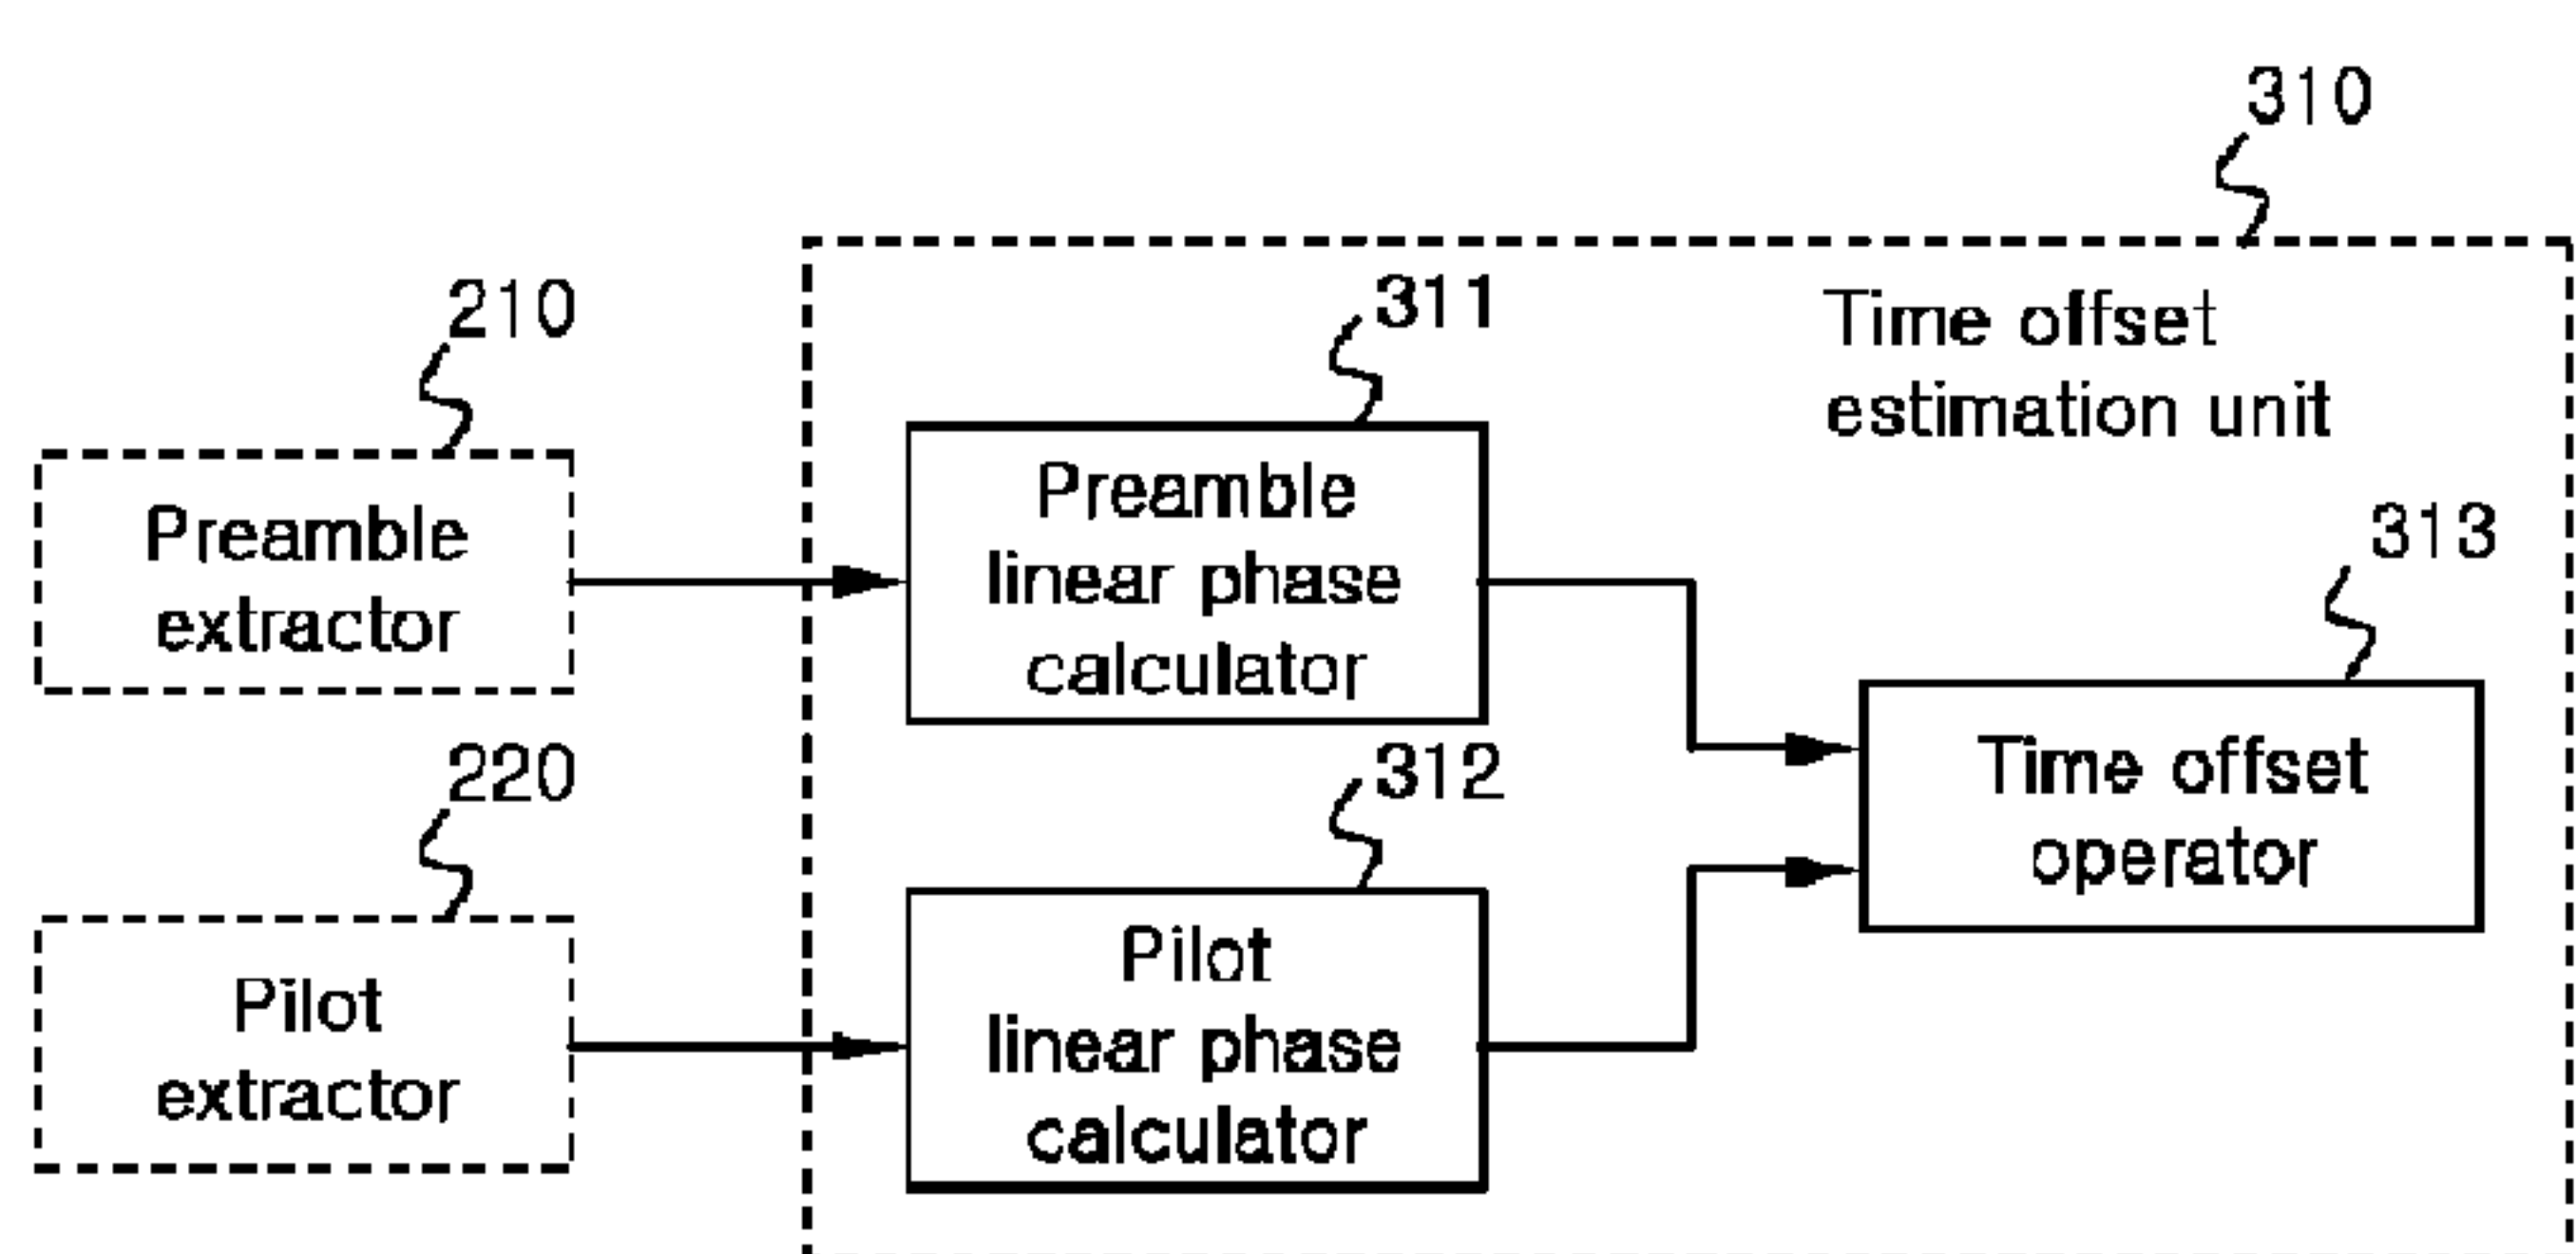 310
Time offset
estimation unit
210
Preamble
extractor
311
Preamble
linear phase
calculator
313
Time offset
operator
220
Pilot
extractor
312
Pilot
linear phase
calculator